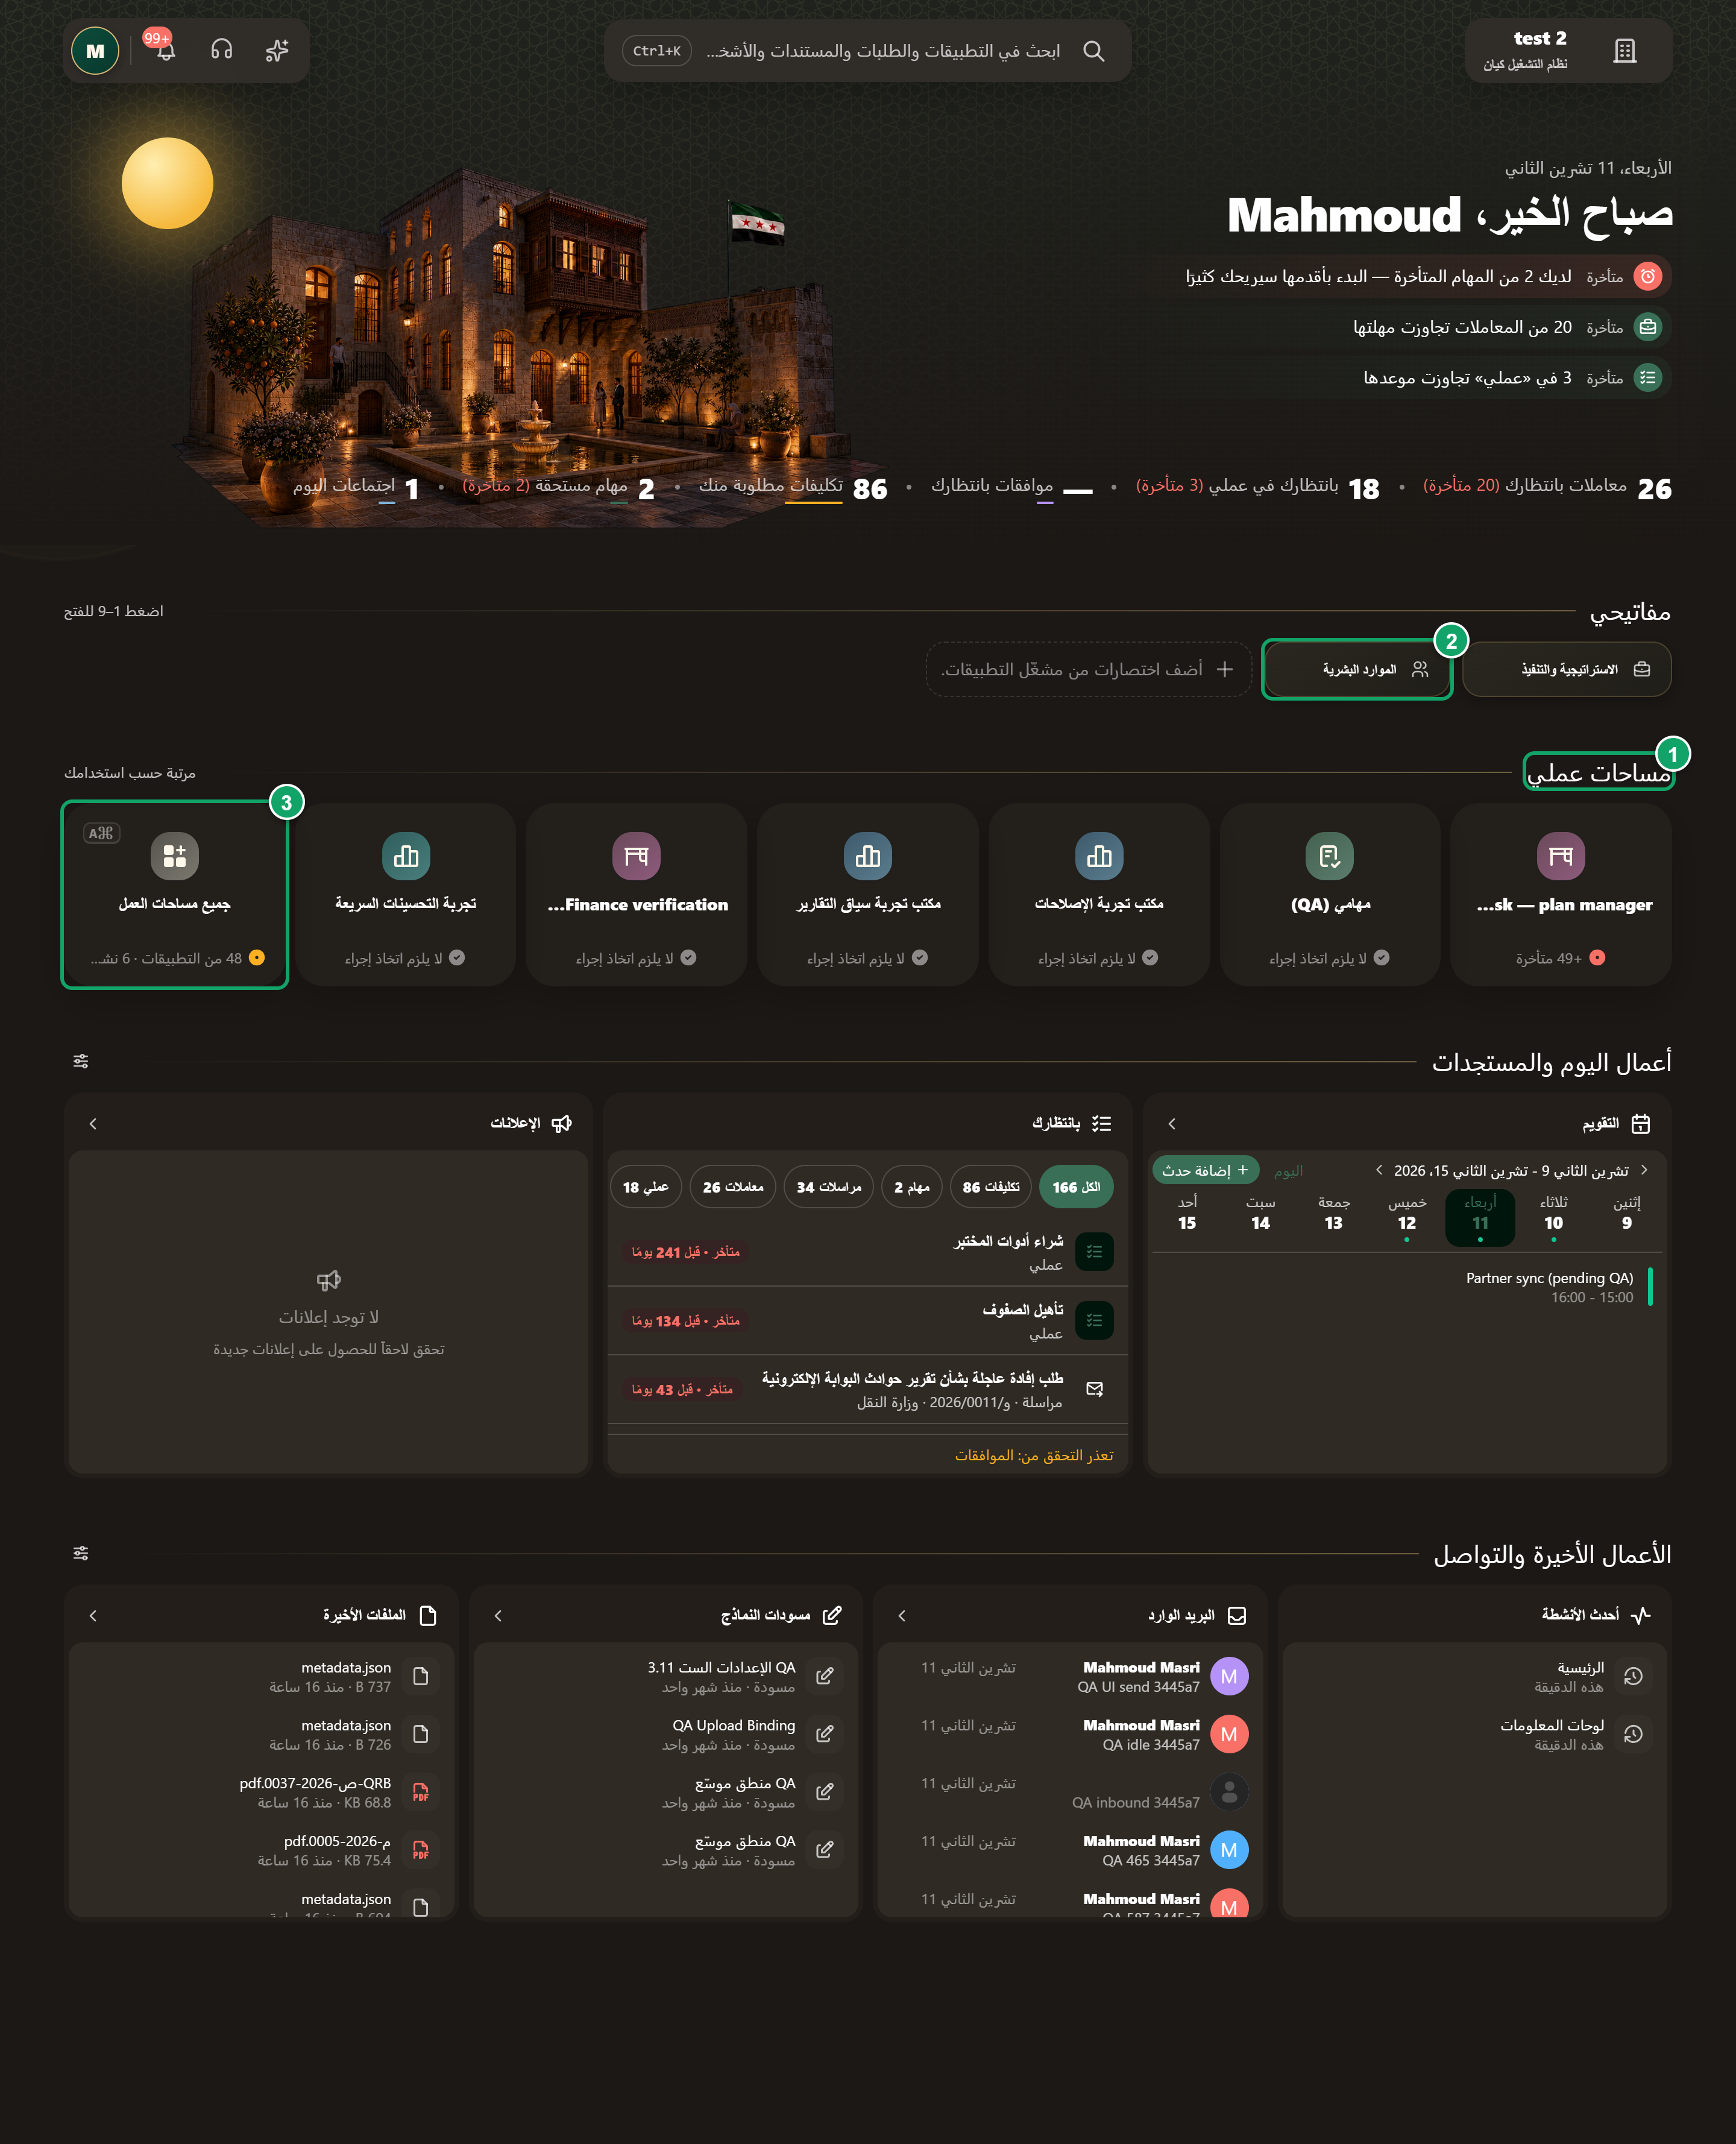 test 2
نظام التشغيل كيان
ابحث في التطبيقات والطلبات والمستندات والأشخـ...
Ctrl+K
99+
M
الأربعاء، 11 تشرين الثاني
صباح الخير، Mahmoud
متأخرة لديك 2 من المهام المتأخرة — البدء بأقدمها سيريحك كثيرًا
متأخرة 20 من المعاملات تجاوزت مهلتها
متأخرة 3 في «عملي» تجاوزت موعدها
26 معاملات بانتظارك (20 متأخرة) • 18 بانتظارك في عملي (3 متأخرة) • — موافقات بانتظارك • 86 تكليفات مطلوبة منك • 2 مهام مستحقة (2 متأخرة) • 1 اجتماعات اليوم
مفاتيحي
اضغط 1–9 للفتح
الاستراتيجية والتنفيذ
2
الموارد البشرية
أضف اختصارات من مشغّل التطبيقات.
1
مساحات عملي
مرتبة حسب استخدامك
...sk — plan manager
+49 متأخرة
مهامي (QA)
لا يلزم اتخاذ إجراء
مكتب تجربة الإصلاحات
لا يلزم اتخاذ إجراء
مكتب تجربة سياق التقارير
لا يلزم اتخاذ إجراء
Finance verification...
لا يلزم اتخاذ إجراء
تجربة التحسينات السريعة
لا يلزم اتخاذ إجراء
3
A⌘
جميع مساحات العمل
48 من التطبيقات · 6 نشـ...
أعمال اليوم والمستجدات
التقويم
تشرين الثاني 9 - تشرين الثاني 15، 2026
اليوم
+ إضافة حدث
إثنين ثلاثاء أربعاء خميس جمعة سبت أحد
9 10 11 12 13 14 15
Partner sync (pending QA)
15:00 - 16:00
بانتظارك
الكل 166
تكليفات 86
مهام 2
مراسلات 34
معاملات 26
عملي 18
شراء أدوات المختبر
عملي
متأخر • قبل 241 يومًا
تأهيل الصفوف
عملي
متأخر • قبل 134 يومًا
طلب إفادة عاجلة بشأن تقرير حوادث البوابة الإلكترونية
مراسلة · و/2026/0011 · وزارة النقل
متأخر • قبل 43 يومًا
تعذر التحقق من: الموافقات
الإعلانات
لا توجد إعلانات
تحقق لاحقاً للحصول على إعلانات جديدة
الأعمال الأخيرة والتواصل
أحدث الأنشطة
الرئيسية
هذه الدقيقة
لوحات المعلومات
هذه الدقيقة
البريد الوارد
M
Mahmoud Masri
تشرين الثاني 11
QA UI send 3445a7
M
Mahmoud Masri
تشرين الثاني 11
QA idle 3445a7
تشرين الثاني 11
QA inbound 3445a7
M
Mahmoud Masri
تشرين الثاني 11
QA 465 3445a7
M
Mahmoud Masri
تشرين الثاني 11
QA 587 3445a7
مسودات النماذج
QA الإعدادات الست 3.11
مسودة · منذ شهر واحد
QA Upload Binding
مسودة · منذ شهر واحد
QA منطق موسّع
مسودة · منذ شهر واحد
QA منطق موسّع
مسودة · منذ شهر واحد
الملفات الأخيرة
metadata.json
737 B · منذ 16 ساعة
metadata.json
726 B · منذ 16 ساعة
PDF
QRB-ص-2026-0037.pdf
68.8 KB · منذ 16 ساعة
PDF
م-2026-0005.pdf
75.4 KB · منذ 16 ساعة
metadata.json